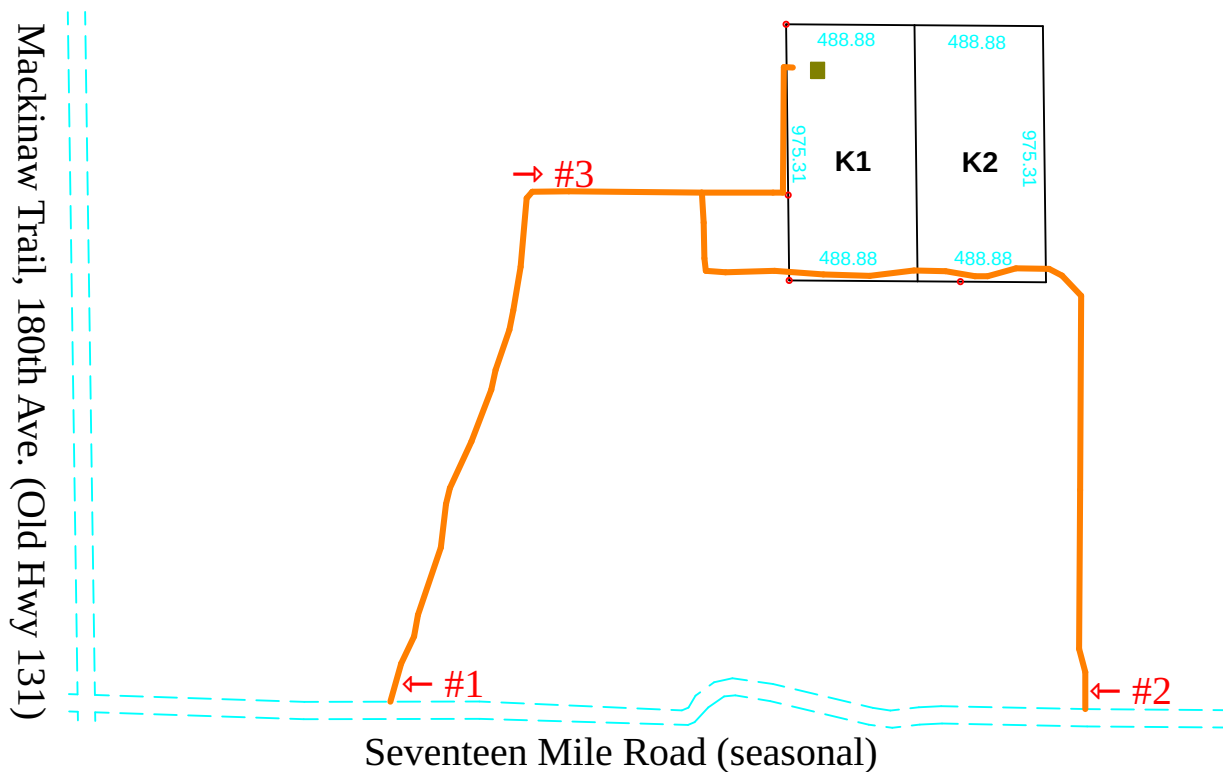 Mackinaw Trail, 180th Ave. (Old Hwy 131)
488.88
488.88
975.31
975.31
K1
K2
#3
488.88
488.88
#1
#2
Seventeen Mile Road (seasonal)